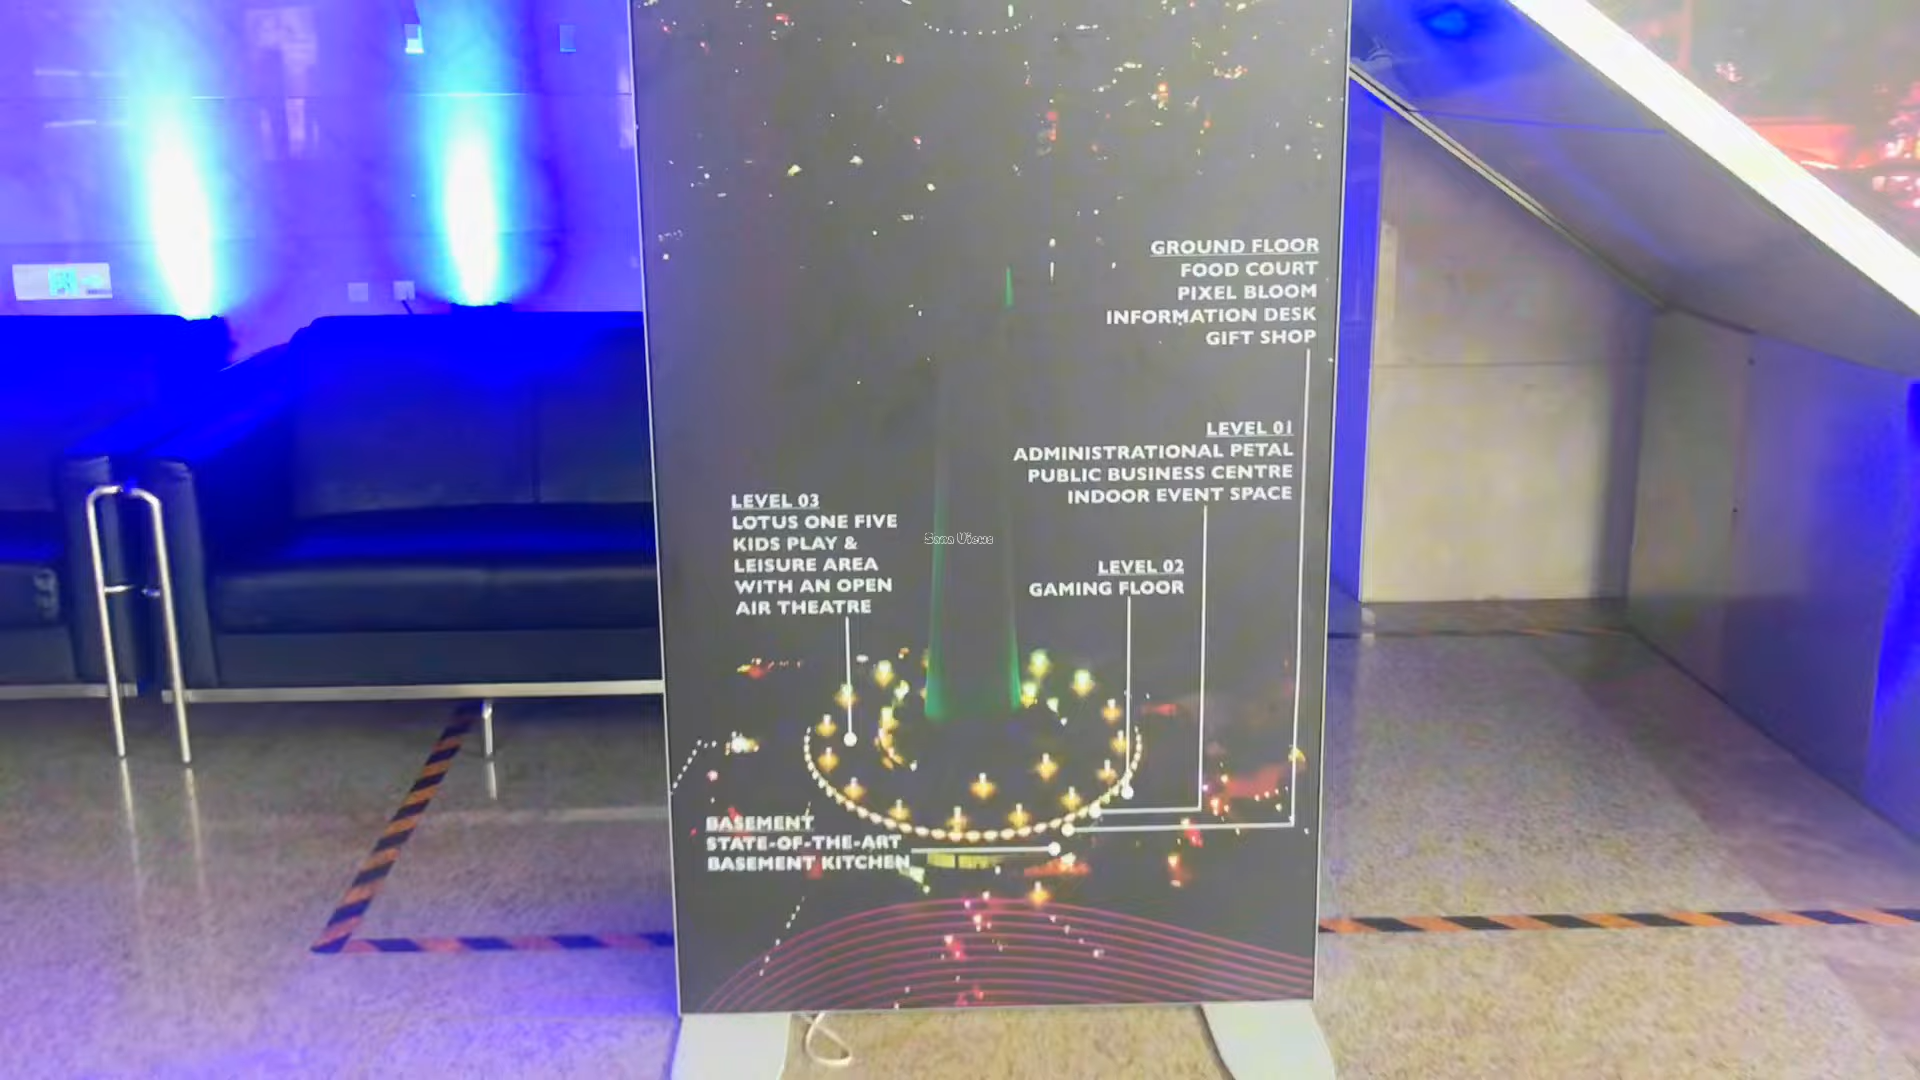 GROUND FLOOR
FOOD COURT
PIXEL BLOOM
INFORMATION DESK
GIFT SHOP
LEVEL 01
ADMINISTRATIONAL PETAL
PUBLIC BUSINESS CENTRE
INDOOR EVENT SPACE
LEVEL 03
LOTUS ONE FIVE
KIDS PLAY &
LEISURE AREA
WITH AN OPEN
AIR THEATRE
Sana Views
LEVEL 02
GAMING FLOOR
BASEMENT
STATE-OF-THE-ART
BASEMENT KITCHEN